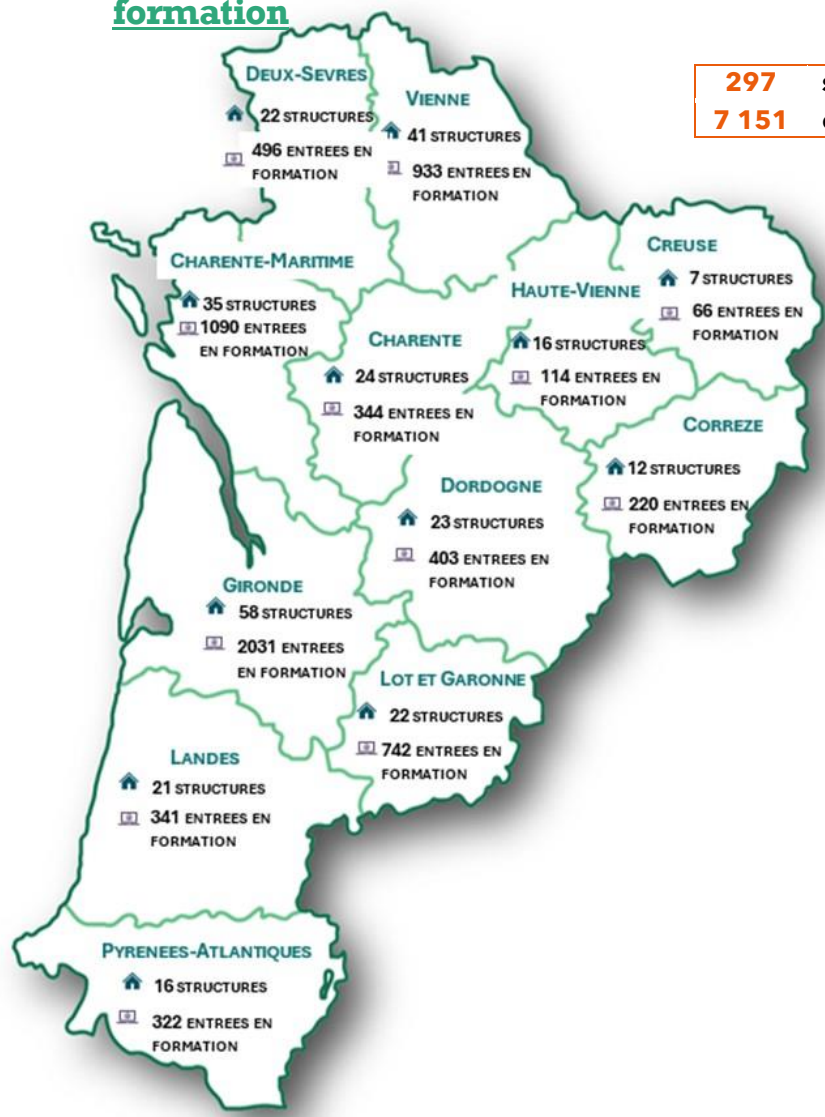 formation
297
7 151
DEUX-SEVRES
22 STRUCTURES
496 ENTREES EN
FORMATION
VIENNE
41 STRUCTURES
933 ENTREES EN
FORMATION
CHARENTE-MARITIME
35 STRUCTURES
1090 ENTREES
EN FORMATION
CHARENTE
24 STRUCTURES
344 ENTREES EN
FORMATION
HAUTE-VIENNE
16 STRUCTURES
114 ENTREES EN
FORMATION
CREUSE
7 STRUCTURES
66 ENTREES EN
FORMATION
CORREZE
12 STRUCTURES
220 ENTREES EN
FORMATION
DORDOGNE
23 STRUCTURES
403 ENTREES EN
FORMATION
GIRONDE
58 STRUCTURES
2031 ENTREES
EN FORMATION
LOT ET GARONNE
22 STRUCTURES
742 ENTREES EN
FORMATION
LANDES
21 STRUCTURES
341 ENTREES EN
FORMATION
PYRENEES-ATLANTIQUES
16 STRUCTURES
322 ENTREES EN
FORMATION